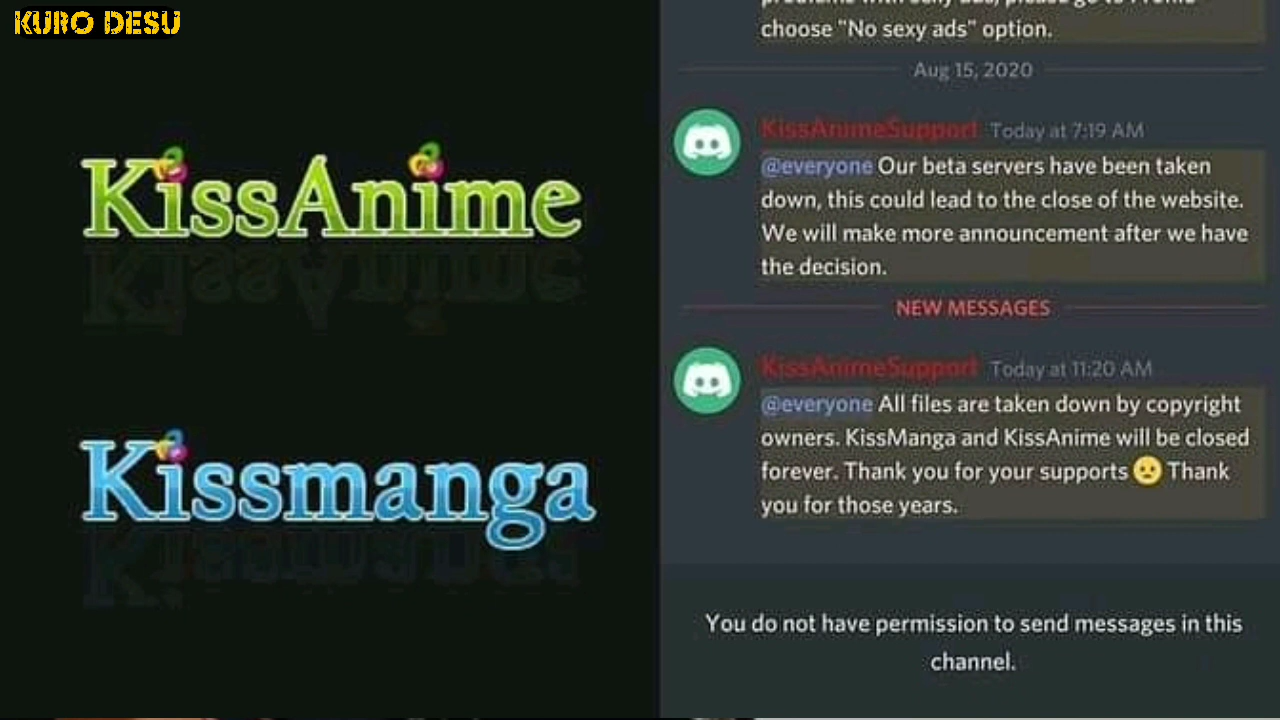 KURO DESU
KissAnime
Kissmanga
choose "No sexy ads" option.
Aug 15, 2020
KissAnimeSupport Today at 7:19 AM
@everyone Our beta servers have been taken
down, this could lead to the close of the website.
We will make more announcement after we have
the decision.
NEW MESSAGES
KissAnimeSupport Today at 11:20 AM
@everyone All files are taken down by copyright
owners. KissManga and KissAnime will be closed
forever. Thank you for your supports 😟 Thank
you for those years.
You do not have permission to send messages in this
channel.